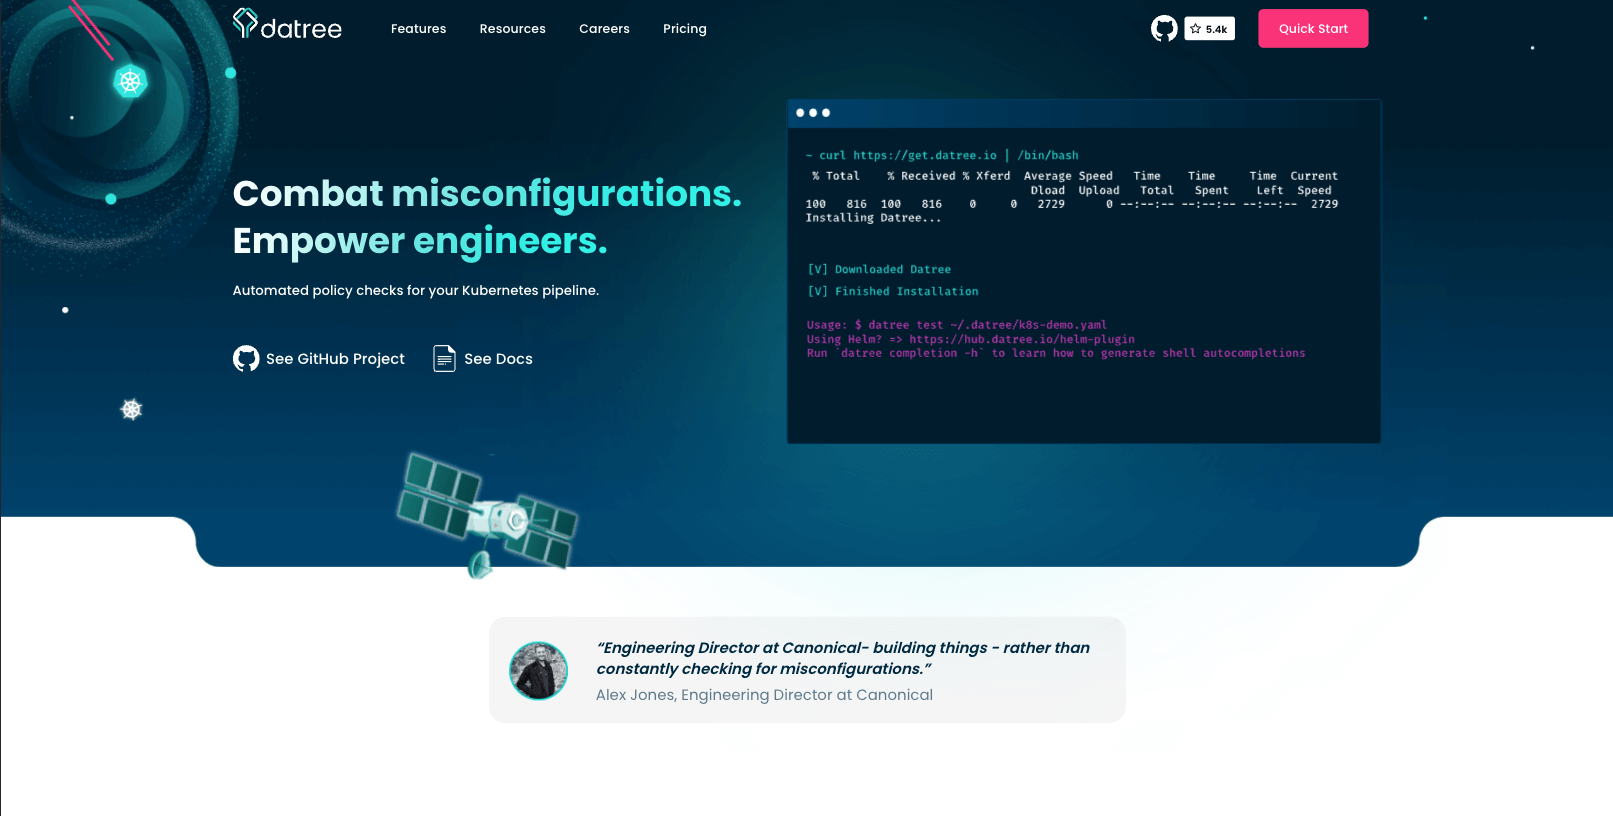 datree
Features
Resources
Careers
Pricing
5.4k
Quick Start
Combat misconfigurations.
Empower engineers.
Automated policy checks for your Kubernetes pipeline.
See GitHub Project
See Docs
~ curl https://get.datree.io | /bin/bash
% Total % Received % Xferd Average Speed Time Time Time Current
Dload Upload Total Spent Left Speed
100 816 100 816 0 0 2729 0 --:--:-- --:--:-- --:--:-- 2729
Installing Datree...
[V] Downloaded Datree
[V] Finished Installation
Usage: $ datree test ~/.datree/k8s-demo.yaml
Using Helm? => https://hub.datree.io/helm-plugin
Run `datree completion -h` to learn how to generate shell autocompletions
“Engineering Director at Canonical- building things - rather than
constantly checking for misconfigurations.”
Alex Jones, Engineering Director at Canonical